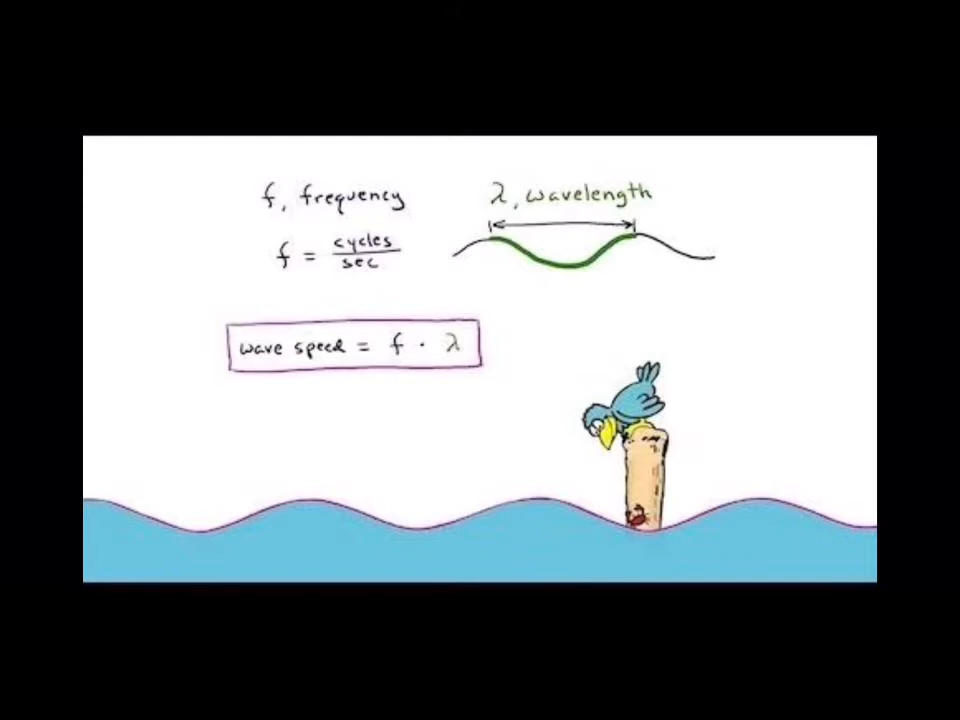 f, frequency
λ, wavelength
f = cycles/sec
wave speed = f · λ